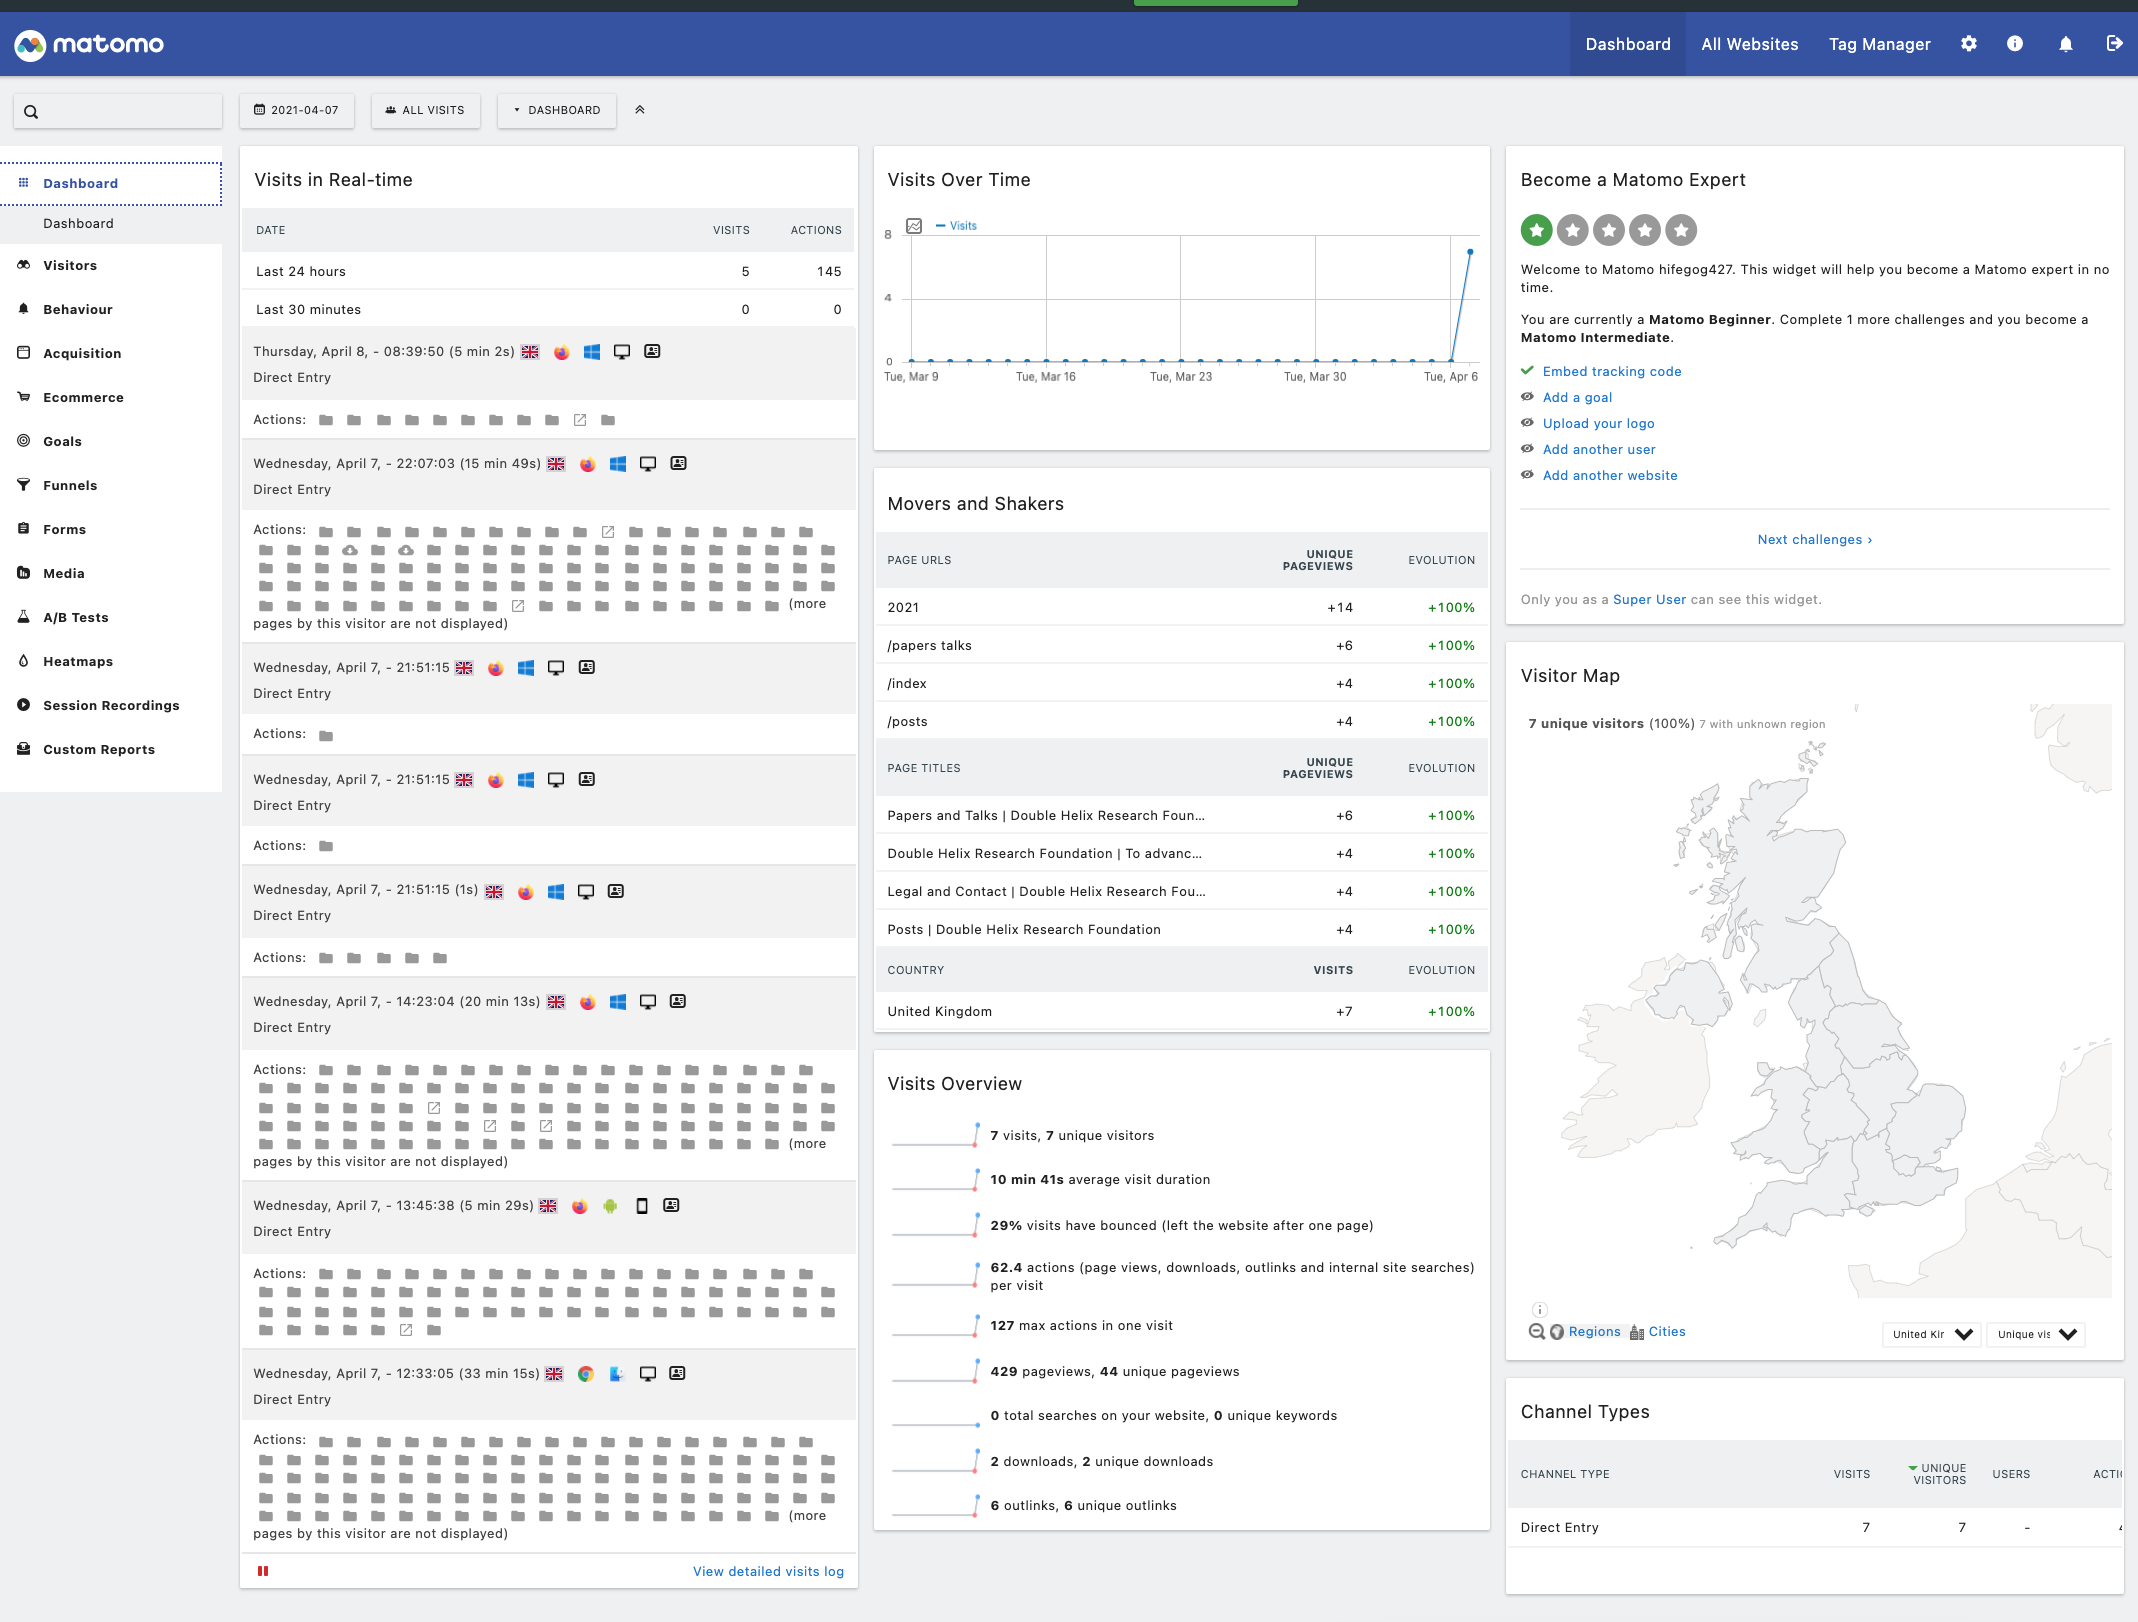 matomo
Dashboard
All Websites
Tag Manager
2021-04-07
ALL VISITS
DASHBOARD
Dashboard
Dashboard
Visitors
Behaviour
Acquisition
Ecommerce
Goals
Funnels
Forms
Media
A/B Tests
Heatmaps
Session Recordings
Custom Reports
Visits in Real-time
DATE VISITS ACTIONS
Last 24 hours 5 145
Last 30 minutes 0 0
Thursday, April 8, - 08:39:50 (5 min 2s)
Direct Entry
Actions:
Wednesday, April 7, - 22:07:03 (15 min 49s)
Direct Entry
Actions:
(more
pages by this visitor are not displayed)
Wednesday, April 7, - 21:51:15
Direct Entry
Actions:
Wednesday, April 7, - 21:51:15
Direct Entry
Actions:
Wednesday, April 7, - 21:51:15 (1s)
Direct Entry
Actions:
Wednesday, April 7, - 14:23:04 (20 min 13s)
Direct Entry
Actions:
(more
pages by this visitor are not displayed)
Wednesday, April 7, - 13:45:38 (5 min 29s)
Direct Entry
Actions:
Wednesday, April 7, - 12:33:05 (33 min 15s)
Direct Entry
Actions:
(more
pages by this visitor are not displayed)
View detailed visits log
Visits Over Time
Visits
8
4
0
Tue, Mar 9 Tue, Mar 16 Tue, Mar 23 Tue, Mar 30 Tue, Apr 6
Movers and Shakers
PAGE URLS UNIQUE PAGEVIEWS EVOLUTION
2021 +14 +100%
/papers talks +6 +100%
/index +4 +100%
/posts +4 +100%
PAGE TITLES UNIQUE PAGEVIEWS EVOLUTION
Papers and Talks | Double Helix Research Foun... +6 +100%
Double Helix Research Foundation | To advanc... +4 +100%
Legal and Contact | Double Helix Research Fou... +4 +100%
Posts | Double Helix Research Foundation +4 +100%
COUNTRY VISITS EVOLUTION
United Kingdom +7 +100%
Visits Overview
7 visits, 7 unique visitors
10 min 41s average visit duration
29% visits have bounced (left the website after one page)
62.4 actions (page views, downloads, outlinks and internal site searches)
per visit
127 max actions in one visit
429 pageviews, 44 unique pageviews
0 total searches on your website, 0 unique keywords
2 downloads, 2 unique downloads
6 outlinks, 6 unique outlinks
Become a Matomo Expert
Welcome to Matomo hifegog427. This widget will help you become a Matomo expert in no
time.
You are currently a Matomo Beginner. Complete 1 more challenges and you become a
Matomo Intermediate.
Embed tracking code
Add a goal
Upload your logo
Add another user
Add another website
Next challenges ›
Only you as a Super User can see this widget.
Visitor Map
7 unique visitors (100%) 7 with unknown region
Regions Cities
United Kir
Unique vis
Channel Types
CHANNEL TYPE VISITS UNIQUE VISITORS USERS ACTIO
Direct Entry 7 7 -